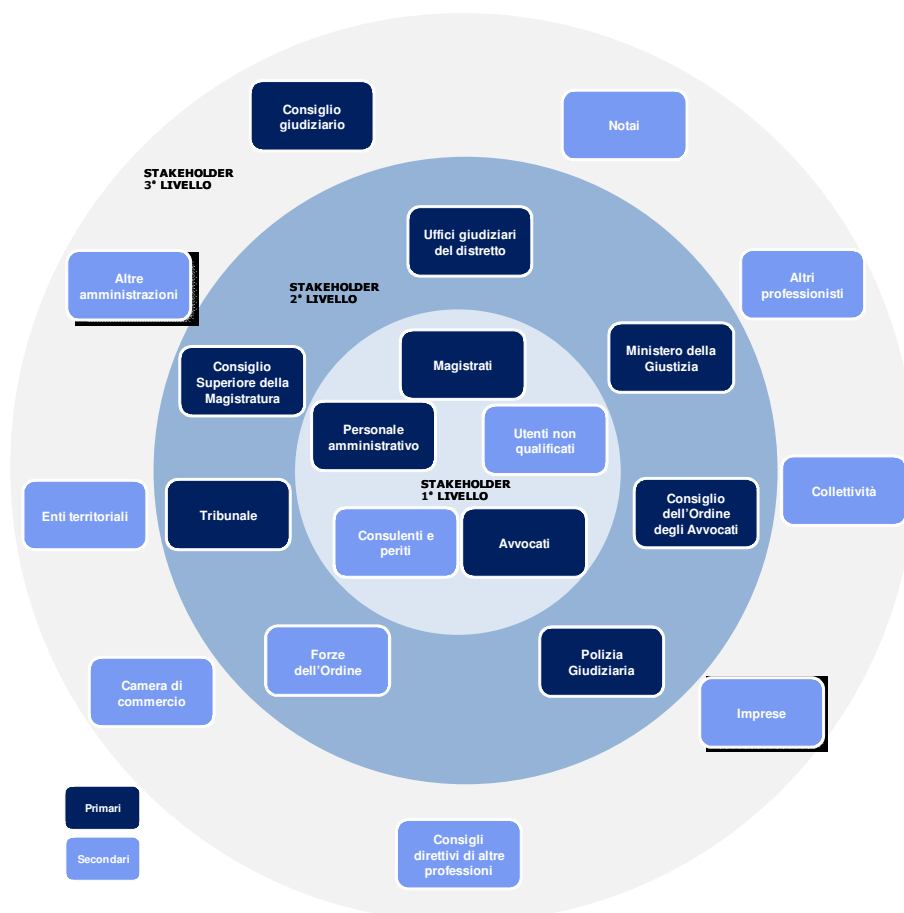 Consiglio
giudiziario
Notai
STAKEHOLDER
3° LIVELLO
Uffici giudiziari
del distretto
Altre
amministrazioni
Altri
professionisti
STAKEHOLDER
2° LIVELLO
Magistrati
Ministero della
Giustizia
Consiglio
Superiore della
Magistratura
Personale
amministrativo
Utenti non
qualificati
STAKEHOLDER
1° LIVELLO
Collettività
Enti territoriali
Tribunale
Consiglio
dell'Ordine
degli Avvocati
Consulenti e
periti
Avvocati
Forze
dell'Ordine
Polizia
Giudiziaria
Camera di
commercio
Imprese
Primari
Secondari
Consigli
direttivi di altre
professioni